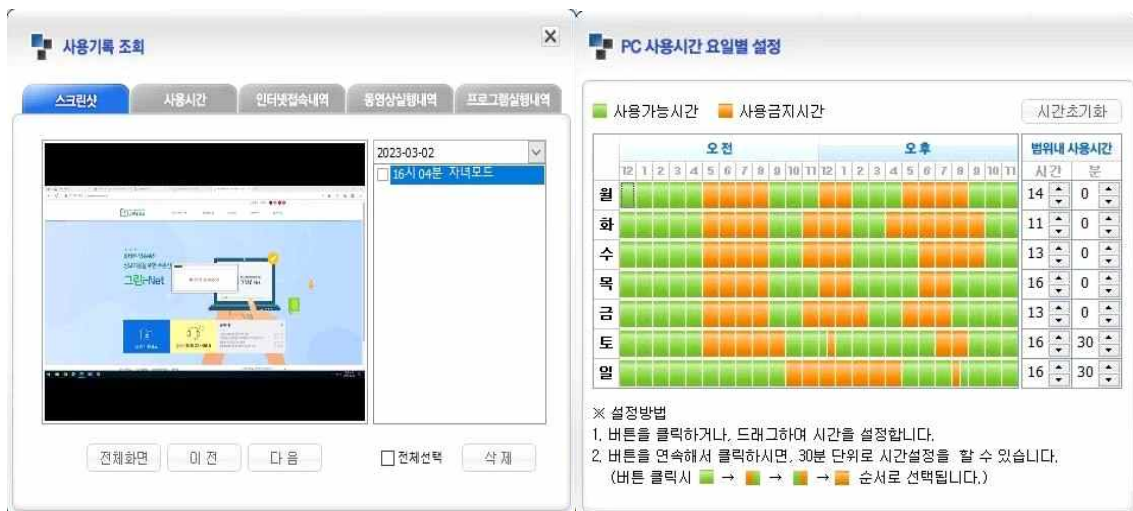 사용기록 조회
스크린샷 사용시간 인터넷접속내역 동영상실행내역 프로그램실행내역
2023-03-02
16시 04분 자녀모드
그린i-Net
전체화면 이 전 다 음 전체선택 삭 제
PC 사용시간 요일별 설정
사용가능시간 사용금지시간 시간초기화
오 전 오 후 범위내 사용시간
12 1 2 3 4 5 6 7 8 9 10 11 12 1 2 3 4 5 6 7 8 9 10 11 시 간 분
월 14 0
화 11 0
수 13 0
목 16 0
금 13 0
토 16 30
일 16 30
※ 설정방법
1. 버튼을 클릭하거나, 드래그하여 시간을 설정합니다.
2. 버튼을 연속해서 클릭하시면, 30분 단위로 시간설정을 할 수 있습니다.
(버튼 클릭시 → → → 순서로 선택됩니다.)